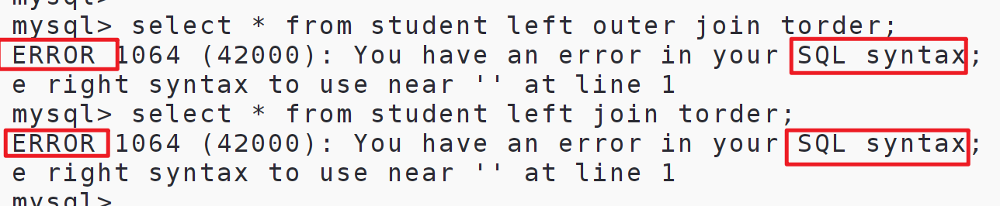 mysql>
mysql> select * from student left outer join torder;
ERROR 1064 (42000): You have an error in your SQL syntax;
e right syntax to use near '' at line 1
mysql> select * from student left join torder;
ERROR 1064 (42000): You have an error in your SQL syntax;
e right syntax to use near '' at line 1
mysql>